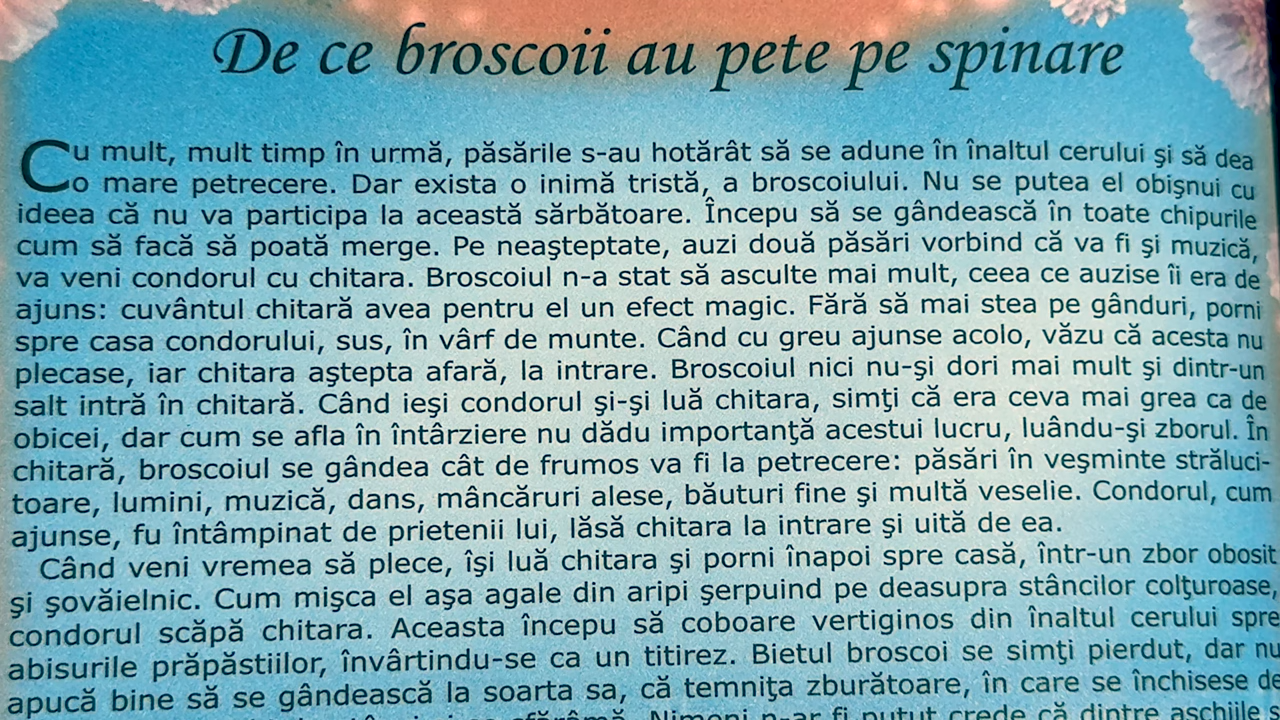 De ce broscoii au pete pe spinare
Cu mult, mult timp în urmă, păsările s-au hotărât să se adune în înaltul cerului şi să dea
o mare petrecere. Dar exista o inimă tristă, a broscoiului. Nu se putea el obişnui cu
ideea că nu va participa la această sărbătoare. Începu să se gândească în toate chipurile
cum să facă să poată merge. Pe neaşteptate, auzi două păsări vorbind că va fi şi muzică,
va veni condorul cu chitara. Broscoiul n-a stat să asculte mai mult, ceea ce auzise îi era de
ajuns: cuvântul chitară avea pentru el un efect magic. Fără să mai stea pe gânduri, porni
spre casa condorului, sus, în vârf de munte. Când cu greu ajunse acolo, văzu că acesta nu
plecase, iar chitara aştepta afară, la intrare. Broscoiul nici nu-şi dori mai mult şi dintr-un
salt intră în chitară. Când ieşi condorul şi-şi luă chitara, simţi că era ceva mai grea ca de
obicei, dar cum se afla în întârziere nu dădu importanţă acestui lucru, luându-şi zborul. În
chitară, broscoiul se gândea cât de frumos va fi la petrecere: păsări în veşminte străluci-
toare, lumini, muzică, dans, mâncăruri alese, băuturi fine şi multă veselie. Condorul, cum
ajunse, fu întâmpinat de prietenii lui, lăsă chitara la intrare şi uită de ea.
Când veni vremea să plece, îşi luă chitara şi porni înapoi spre casă, într-un zbor obosit
şi şovăielnic. Cum mişca el aşa agale din aripi şerpuind pe deasupra stâncilor colţuroase,
condorul scăpă chitara. Aceasta începu să coboare vertiginos din înaltul cerului spre
abisurile prăpăstiilor, învârtindu-se ca un titirez. Bietul broscoi se simţi pierdut, dar nu
apucă bine să se gândească la soarta sa, că temniţa zburătoare, în care se închisese de
sfărâmă. Nimeni n-ar fi putut crede că dintre aşchiile s